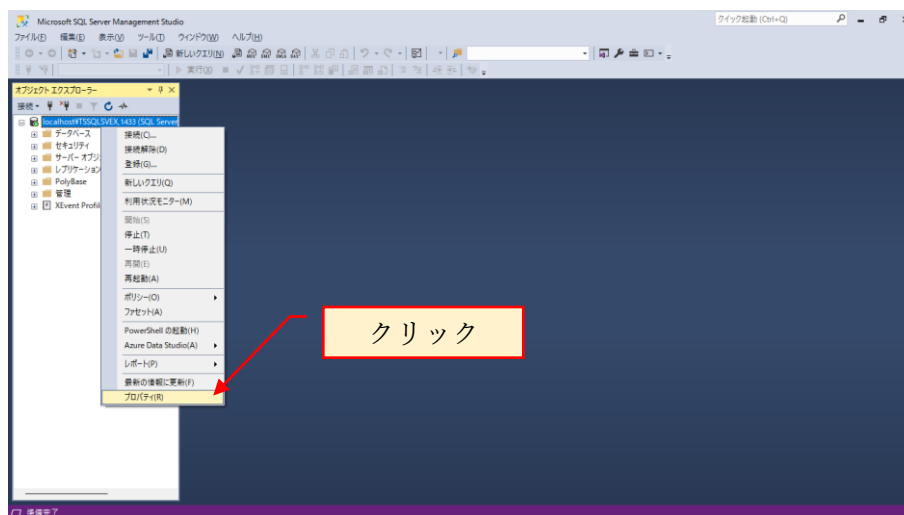 Microsoft SQL Server Management Studio
クイック起動 (Ctrl+Q)
ファイル(F) 編集(E) 表示(V) ツール(T) ウィンドウ(W) ヘルプ(H)
新しいクエリ(N)
実行(X)
オブジェクト エクスプローラー
接続
localhost¥TSSQLSVEX,1433 (SQL Server
データベース
セキュリティ
サーバー オブジ
レプリケーション
PolyBase
管理
XEvent Profil
接続(C)...
接続解除(D)
登録(G)...
新しいクエリ(Q)
利用状況モニター(M)
開始(S)
停止(T)
一時停止(U)
再開(E)
再起動(A)
ポリシー(O)
ファセット(A)
PowerShell の起動(H)
Azure Data Studio(A)
レポート(P)
最新の情報に更新(F)
プロパティ(R)
クリック
準備完了